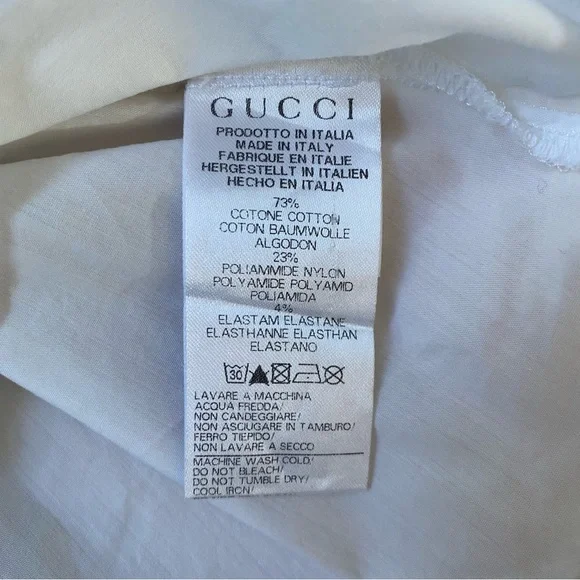 GUCCI
PRODOTTO IN ITALIA
MADE IN ITALY
FABRIQUE EN ITALIE
HERGESTELLT IN ITALIEN
HECHO EN ITALIA
73%
COTONE COTTON
COTON BAUMWOLLE
ALGODON
23%
POLIAMMIDE NYLON
POLYAMIDE POLYAMID
POLIAMIDA
4%
ELASTAM ELASTANE
ELASTHANNE ELASTHAN
ELASTANO
30
LAVARE A MACCHINA
ACQUA FREDDA/
NON CANDEGGIARE/
NON ASCIUGARE IN TAMBURO/
FERRO TIEPIDO/
NON LAVARE A SECCO
MACHINE WASH COLD/
DO NOT BLEACH/
DO NOT TUMBLE DRY/
COOL IRON/